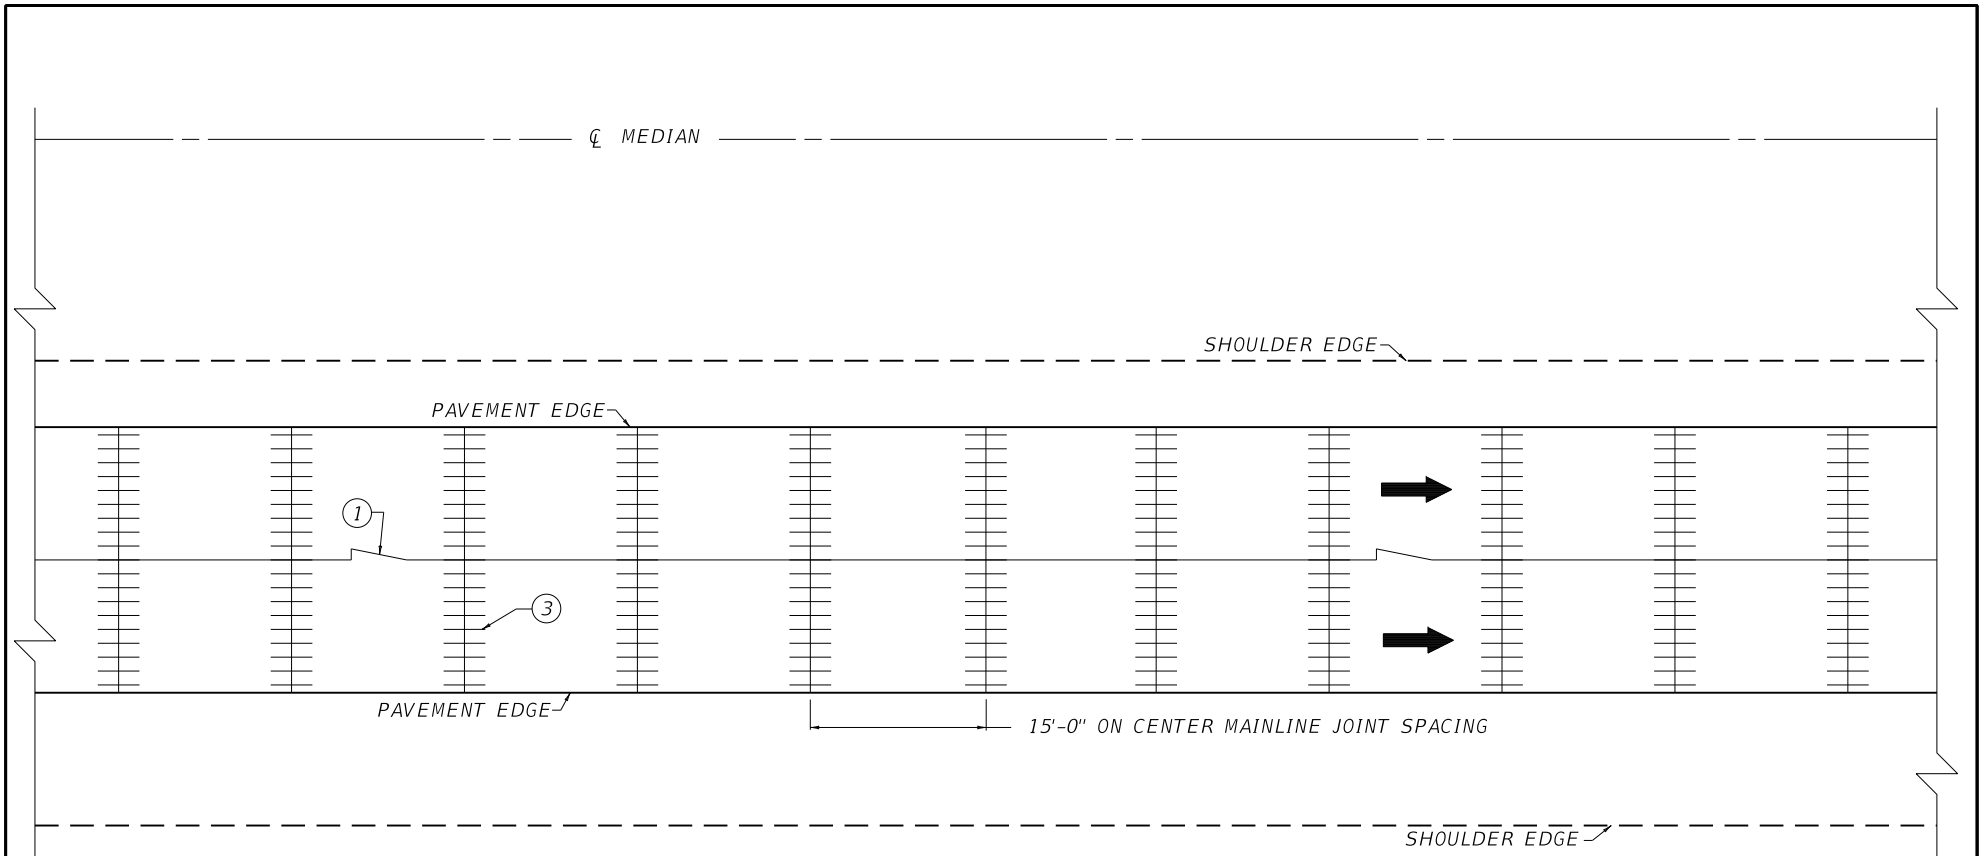 ℄ MEDIAN
SHOULDER EDGE
PAVEMENT EDGE
1
3
PAVEMENT EDGE
15'-0" ON CENTER MAINLINE JOINT SPACING
SHOULDER EDGE